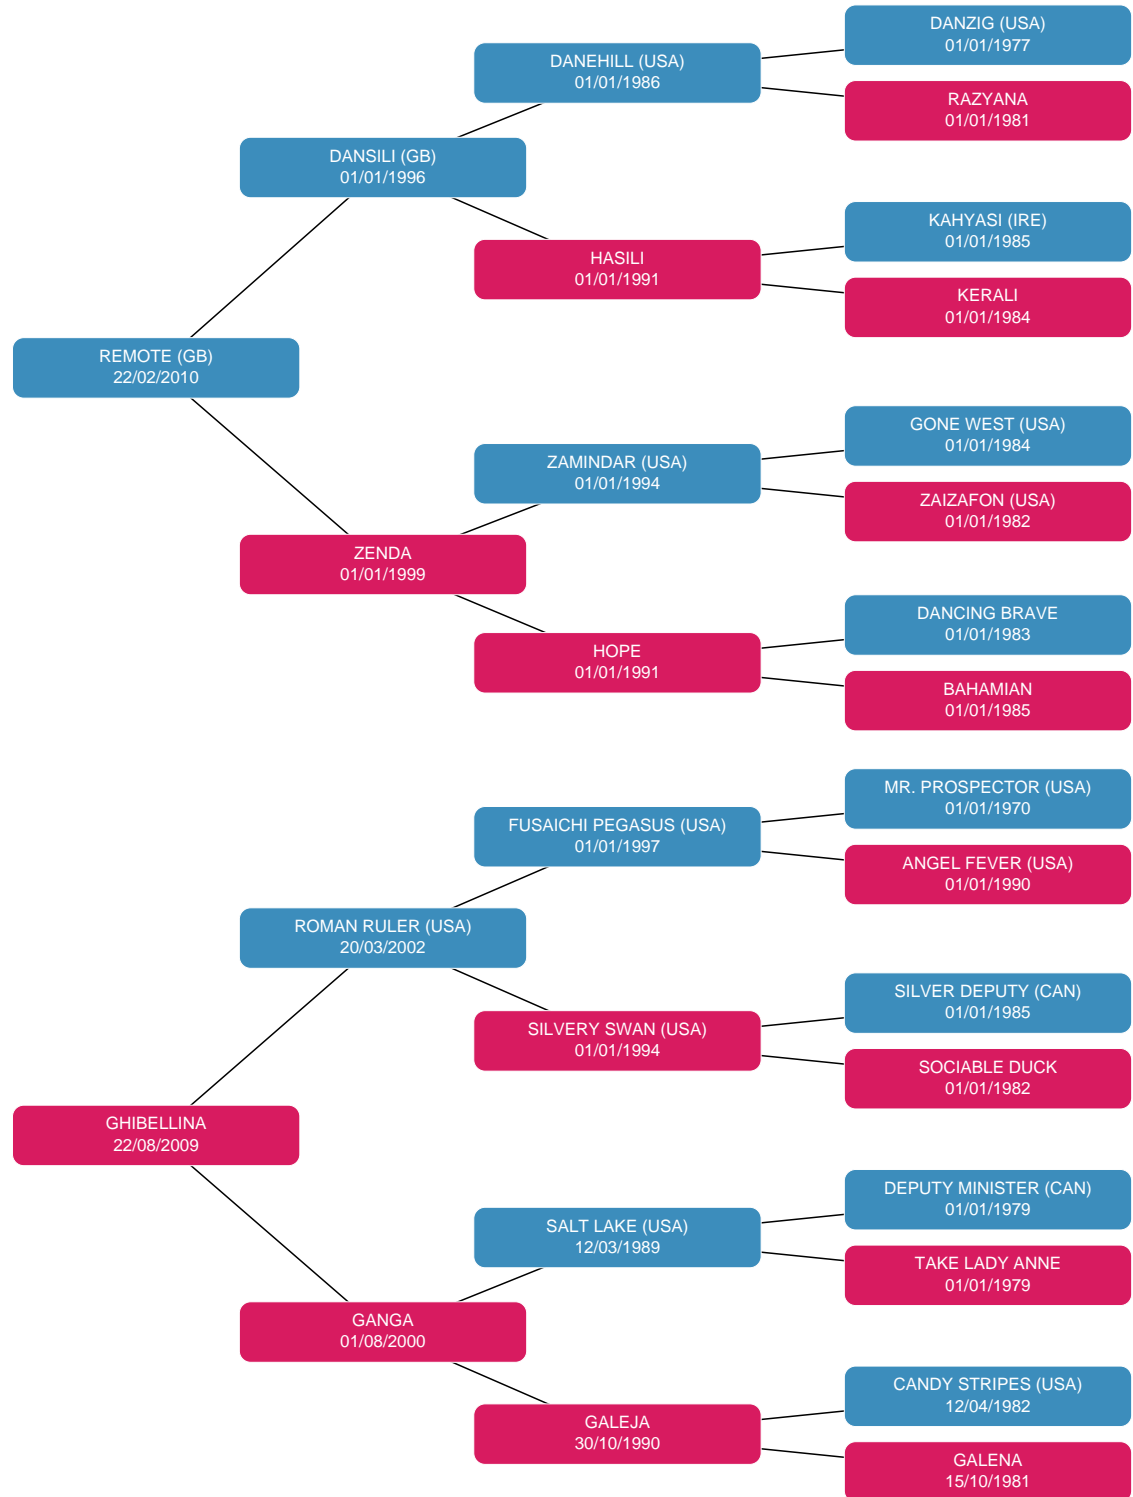 DANZIG (USA)
01/01/1977
DANEHILL (USA)
01/01/1986
RAZYANA
01/01/1981
DANSILI (GB)
01/01/1996
KAHYASI (IRE)
01/01/1985
HASILI
01/01/1991
KERALI
01/01/1984
REMOTE (GB)
22/02/2010
GONE WEST (USA)
01/01/1984
ZAMINDAR (USA)
01/01/1994
ZAIZAFON (USA)
01/01/1982
ZENDA
01/01/1999
DANCING BRAVE
01/01/1983
HOPE
01/01/1991
BAHAMIAN
01/01/1985
MR. PROSPECTOR (USA)
01/01/1970
FUSAICHI PEGASUS (USA)
01/01/1997
ANGEL FEVER (USA)
01/01/1990
ROMAN RULER (USA)
20/03/2002
SILVER DEPUTY (CAN)
01/01/1985
SILVERY SWAN (USA)
01/01/1994
SOCIABLE DUCK
01/01/1982
GHIBELLINA
22/08/2009
DEPUTY MINISTER (CAN)
01/01/1979
SALT LAKE (USA)
12/03/1989
TAKE LADY ANNE
01/01/1979
GANGA
01/08/2000
CANDY STRIPES (USA)
12/04/1982
GALEJA
30/10/1990
GALENA
15/10/1981